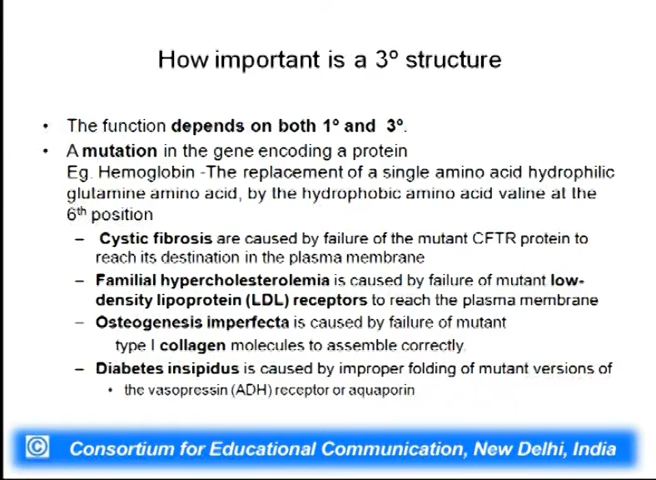 How important is a 3º structure
• The function depends on both 1º and 3º.
• A mutation in the gene encoding a protein
Eg. Hemoglobin -The replacement of a single amino acid hydrophilic
glutamine amino acid, by the hydrophobic amino acid valine at the
6th position
– Cystic fibrosis are caused by failure of the mutant CFTR protein to
reach its destination in the plasma membrane
– Familial hypercholesterolemia is caused by failure of mutant low-
density lipoprotein (LDL) receptors to reach the plasma membrane
– Osteogenesis imperfecta is caused by failure of mutant
type I collagen molecules to assemble correctly.
– Diabetes insipidus is caused by improper folding of mutant versions of
• the vasopressin (ADH) receptor or aquaporin
© Consortium for Educational Communication, New Delhi, India